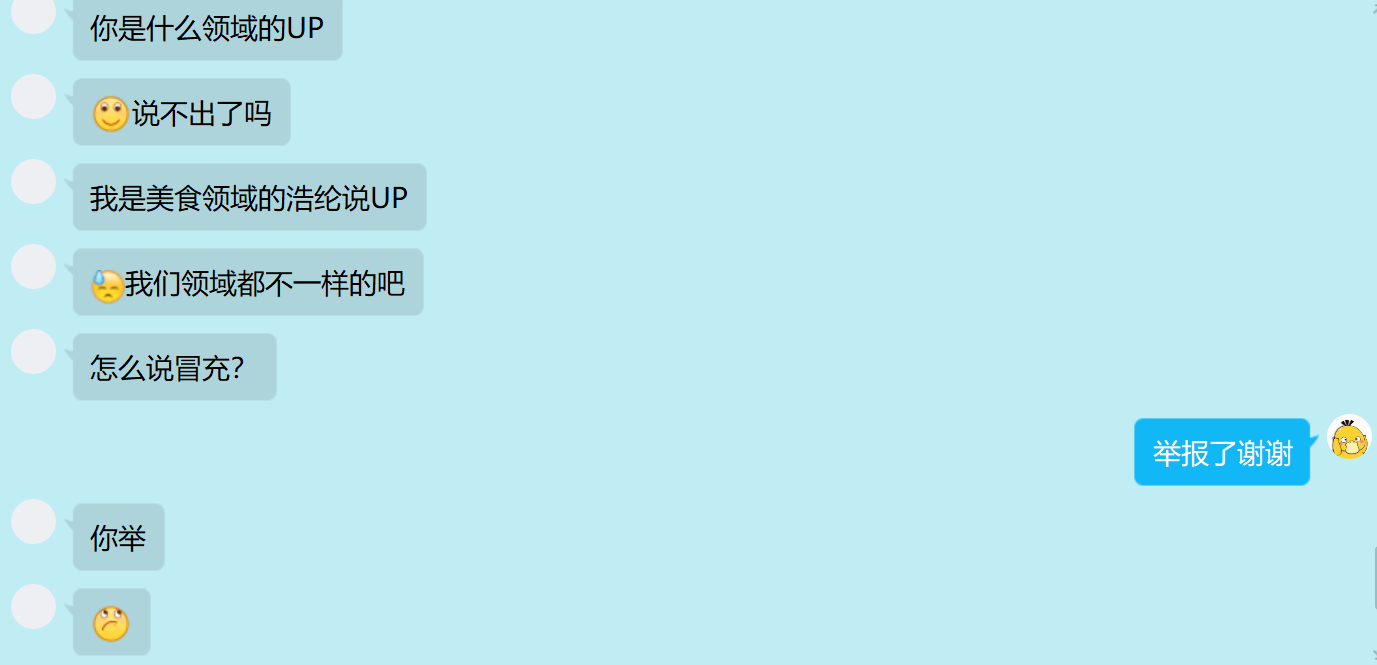 你是什么领域的UP
说不出了吗
我是美食领域的浩纶说UP
我们领域都不一样的吧
怎么说冒充？
举报了谢谢
你举